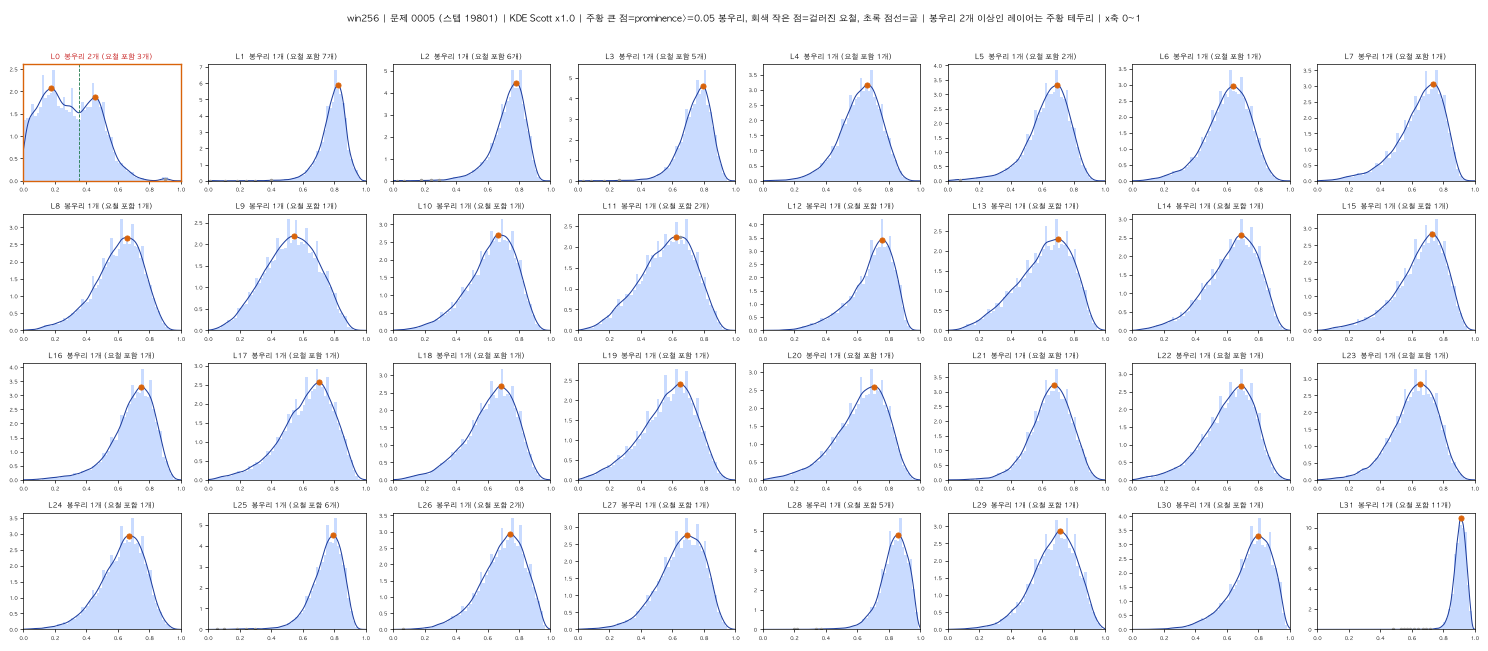 win256 | 문제 0005 (스텝 19801) | KDE Scott x1.0 | 주황 큰 점=prominence>=0.05 봉우리, 회색 작은 점=걸러진 요철, 초록 점선=골 | 봉우리 2개 이상인 레이어는 주황 테두리 | x축 0~1
L0 봉우리 2개 (요철 포함 3개)
L1 봉우리 1개 (요철 포함 7개)
L2 봉우리 1개 (요철 포함 6개)
L3 봉우리 1개 (요철 포함 5개)
L4 봉우리 1개 (요철 포함 1개)
L5 봉우리 1개 (요철 포함 2개)
L6 봉우리 1개 (요철 포함 1개)
L7 봉우리 1개 (요철 포함 1개)
L8 봉우리 1개 (요철 포함 1개)
L9 봉우리 1개 (요철 포함 1개)
L10 봉우리 1개 (요철 포함 1개)
L11 봉우리 1개 (요철 포함 2개)
L12 봉우리 1개 (요철 포함 1개)
L13 봉우리 1개 (요철 포함 1개)
L14 봉우리 1개 (요철 포함 1개)
L15 봉우리 1개 (요철 포함 1개)
L16 봉우리 1개 (요철 포함 1개)
L17 봉우리 1개 (요철 포함 1개)
L18 봉우리 1개 (요철 포함 1개)
L19 봉우리 1개 (요철 포함 1개)
L20 봉우리 1개 (요철 포함 1개)
L21 봉우리 1개 (요철 포함 1개)
L22 봉우리 1개 (요철 포함 1개)
L23 봉우리 1개 (요철 포함 1개)
L24 봉우리 1개 (요철 포함 1개)
L25 봉우리 1개 (요철 포함 6개)
L26 봉우리 1개 (요철 포함 2개)
L27 봉우리 1개 (요철 포함 1개)
L28 봉우리 1개 (요철 포함 5개)
L29 봉우리 1개 (요철 포함 1개)
L30 봉우리 1개 (요철 포함 1개)
L31 봉우리 1개 (요철 포함 11개)